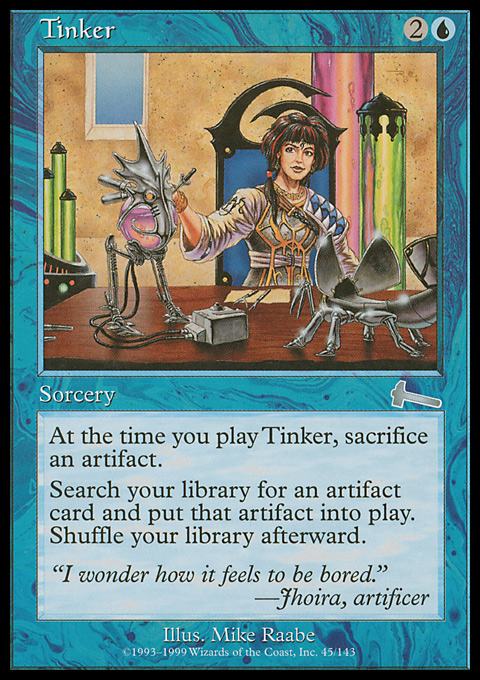 Tinker 2
Sorcery
At the time you play Tinker, sacrifice
an artifact.
Search your library for an artifact
card and put that artifact into play.
Shuffle your library afterward.
“I wonder how it feels to be bored.”
—Jhoira, artificer
Illus. Mike Raabe
©1993–1999 Wizards of the Coast, Inc. 45/143